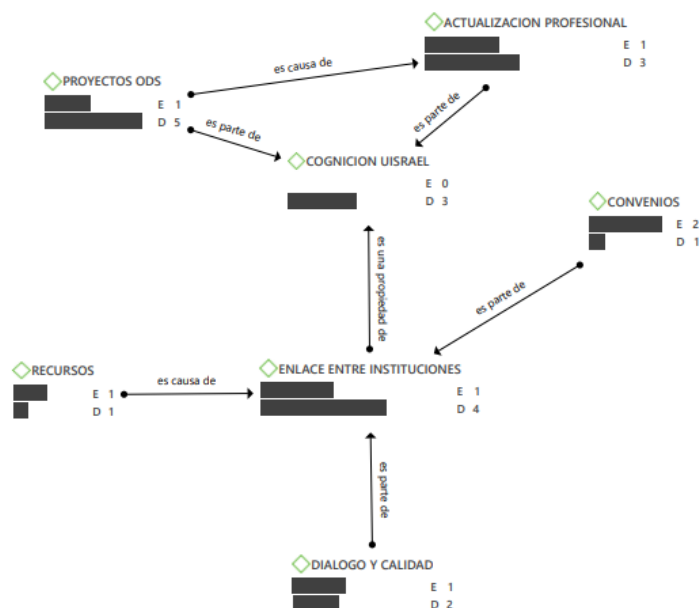 ACTUALIZACION PROFESIONAL
E 1
D 3
es causa de
PROYECTOS ODS
E 1
D 5
es parte de
es parte de
COGNICION UISRAEL
E 0
D 3
CONVENIOS
E 2
D 1
es una propiedad de
es parte de
RECURSOS
E 1
D 1
es causa de
ENLACE ENTRE INSTITUCIONES
E 1
D 4
es parte de
DIALOGO Y CALIDAD
E 1
D 2